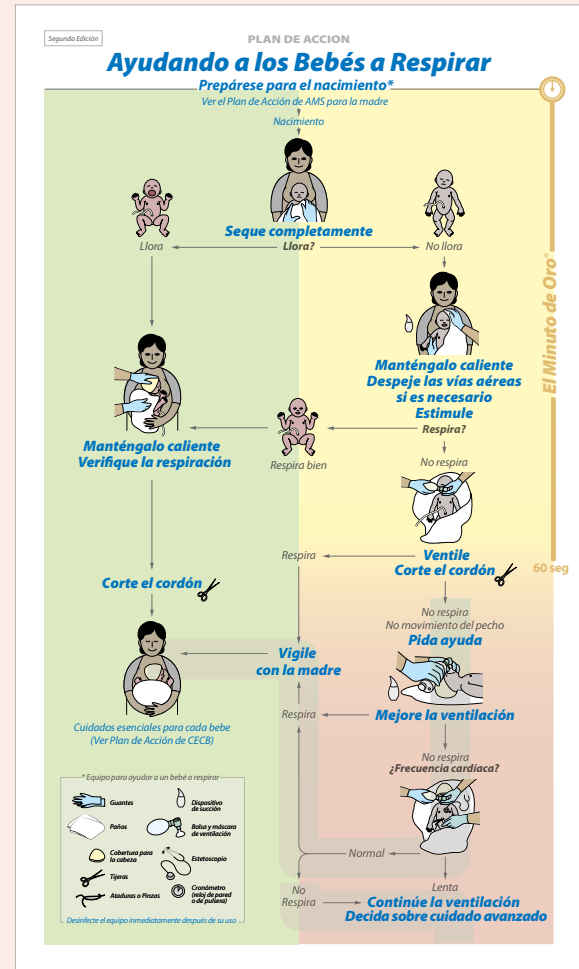 Segunda Edición
PLAN DE ACCION
Ayudando a los Bebés a Respirar
Prepárese para el nacimiento*
Ver el Plan de Acción de AMS para la madre
Nacimiento
Seque completamente
Llora
Llora?
No llora
El Minuto de Oro®
Manténgalo caliente
Despeje las vías aéreas
si es necesario
Estimule
Respira?
Manténgalo caliente
Verifique la respiración
Respira bien
No respira
Respira
Ventile
Corte el cordón
60 seg
Corte el cordón
No respira
No movimiento del pecho
Pida ayuda
Vigile
con la madre
Respira
Mejore la ventilación
Cuidados esenciales para cada bebe
(Ver Plan de Acción de CECB)
No respira
¿Frecuencia cardíaca?
* Equipo para ayudar a un bebé a respirar
Guantes
Dispositivo
de succión
Paños
Bolsa y máscara
de ventilación
Cobertura para
la cabeza
Estetoscopio
Tijeras
Ataduras o Pinzas
Cronómetro
(reloj de pared
o de pulsera)
Desinfecte el equipo inmediatamente después de su uso
Normal
No
Respira
Lenta
Continúe la ventilación
Decida sobre cuidado avanzado